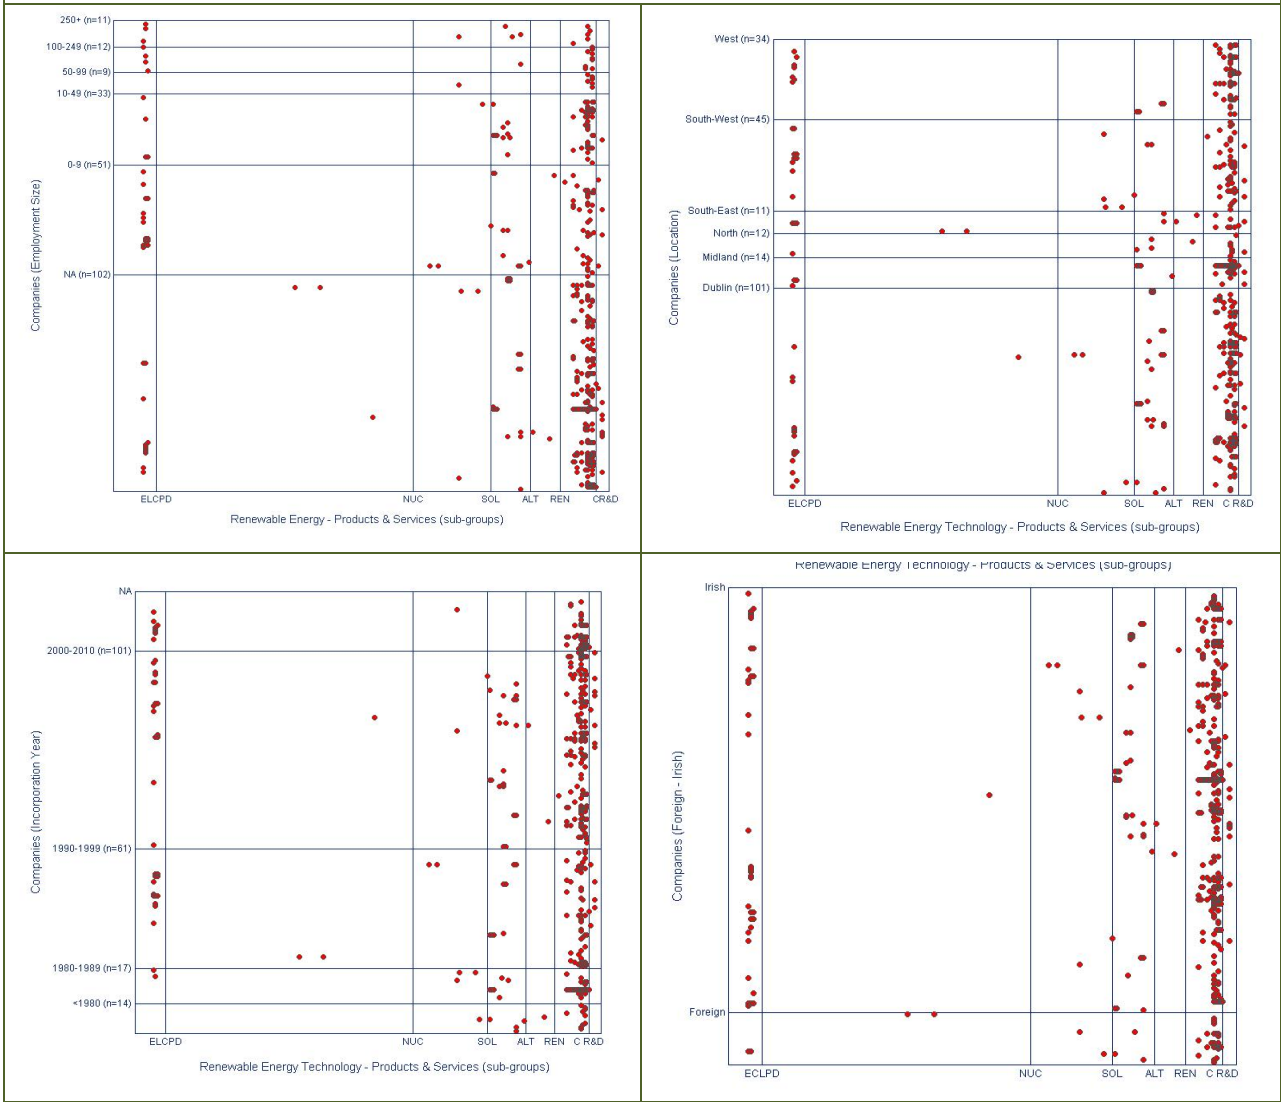 250+ (n=11)
100-249 (n=12)
50-99 (n=9)
10-49 (n=33)
0-9 (n=51)
NA (n=102)
Companies (Employment Size)
ELCPD NUC SOL ALT REN CR&D
Renewable Energy - Products & Services (sub-groups)
West (n=34)
South-West (n=45)
South-East (n=11)
North (n=12)
Midland (n=14)
Dublin (n=101)
Companies (Location)
ELCPD NUC SOL ALT REN C R&D
Renewable Energy Technology - Products & Services (sub-groups)
NA
2000-2010 (n=101)
1990-1999 (n=61)
1980-1989 (n=17)
<1980 (n=14)
Companies (Incorporation Year)
ELCPD NUC SOL ALT REN C R&D
Renewable Energy Technology - Products & Services (sub-groups)
Renewable Energy Technology - Products & Services (sub-groups)
Irish
Foreign
Companies (Foreign - Irish)
ECLPD NUC SOL ALT REN C R&D